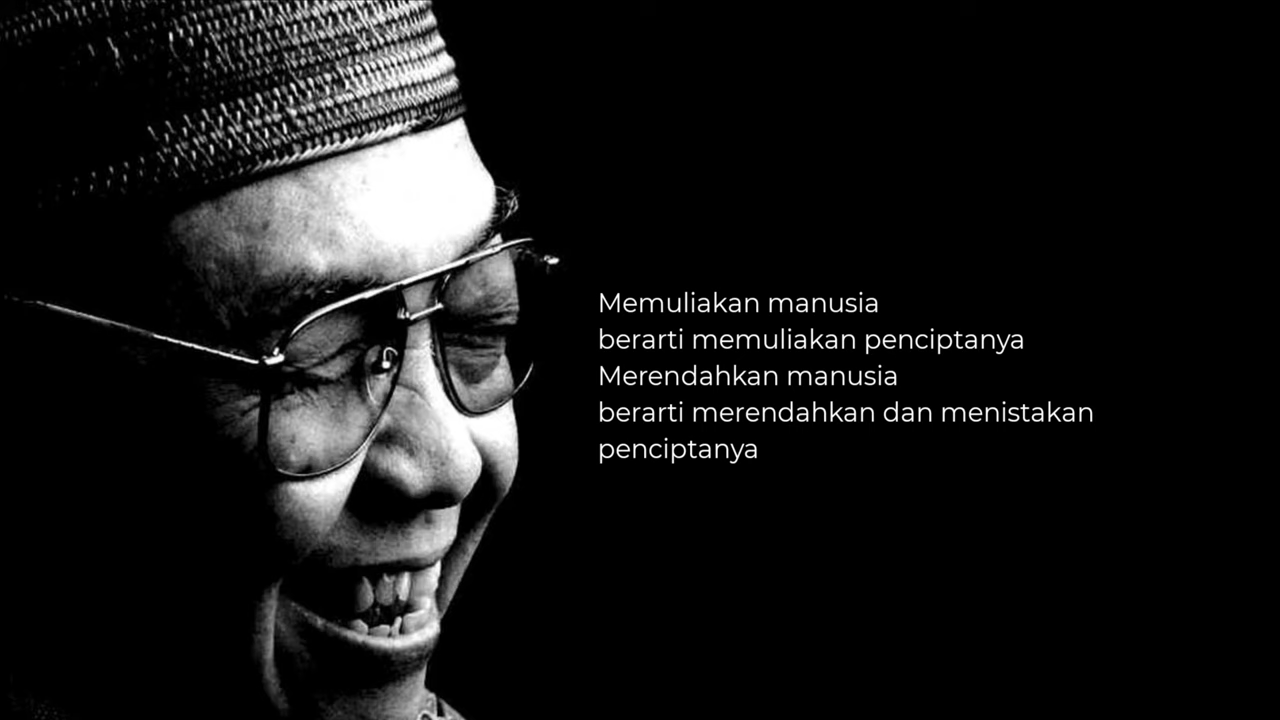 Memuliakan manusia
berarti memuliakan penciptanya
Merendahkan manusia
berarti merendahkan dan menistakan
penciptanya